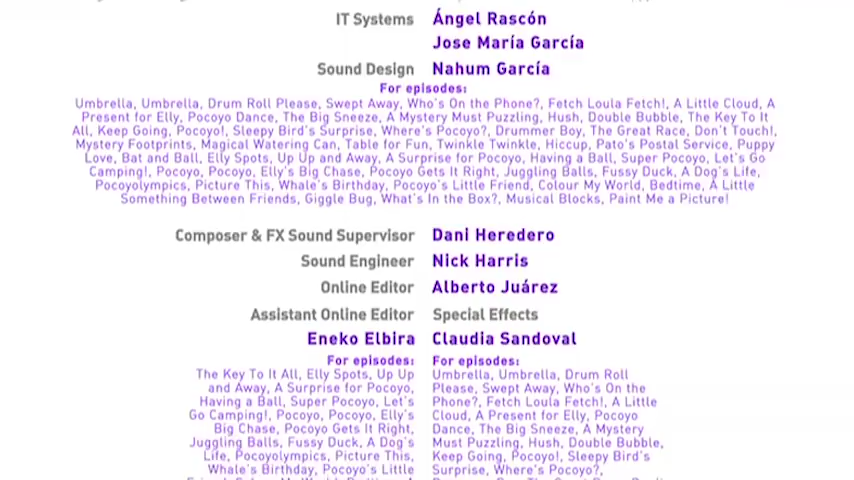 IT Systems Ángel Rascón
Jose María García
Sound Design Nahum García
For episodes:
Umbrella, Umbrella, Drum Roll Please, Swept Away, Who's On the Phone?, Fetch Loula Fetch!, A Little Cloud, A
Present for Elly, Pocoyo Dance, The Big Sneeze, A Mystery Must Puzzling, Hush, Double Bubble, The Key To It
All, Keep Going, Pocoyo!, Sleepy Bird's Surprise, Where's Pocoyo?, Drummer Boy, The Great Race, Don't Touch!,
Mystery Footprints, Magical Watering Can, Table for Fun, Twinkle Twinkle, Hiccup, Pato's Postal Service, Puppy
Love, Bat and Ball, Elly Spots, Up Up and Away, A Surprise for Pocoyo, Having a Ball, Super Pocoyo, Let's Go
Camping!, Pocoyo, Pocoyo, Elly's Big Chase, Pocoyo Gets It Right, Juggling Balls, Fussy Duck, A Dog's Life,
Pocoyolympics, Picture This, Whale's Birthday, Pocoyo's Little Friend, Colour My World, Bedtime, A Little
Something Between Friends, Giggle Bug, What's In the Box?, Musical Blocks, Paint Me a Picture!
Composer & FX Sound Supervisor Dani Heredero
Sound Engineer Nick Harris
Online Editor Alberto Juárez
Assistant Online Editor
Eneko Elbira
For episodes:
The Key To It All, Elly Spots, Up Up
and Away, A Surprise for Pocoyo,
Having a Ball, Super Pocoyo, Let's
Go Camping!, Pocoyo, Pocoyo, Elly's
Big Chase, Pocoyo Gets It Right,
Juggling Balls, Fussy Duck, A Dog's
Life, Pocoyolympics, Picture This,
Whale's Birthday, Pocoyo's Little
Special Effects
Claudia Sandoval
For episodes:
Umbrella, Umbrella, Drum Roll
Please, Swept Away, Who's On the
Phone?, Fetch Loula Fetch!, A Little
Cloud, A Present for Elly, Pocoyo
Dance, The Big Sneeze, A Mystery
Must Puzzling, Hush, Double Bubble,
Keep Going, Pocoyo!, Sleepy Bird's
Surprise, Where's Pocoyo?,